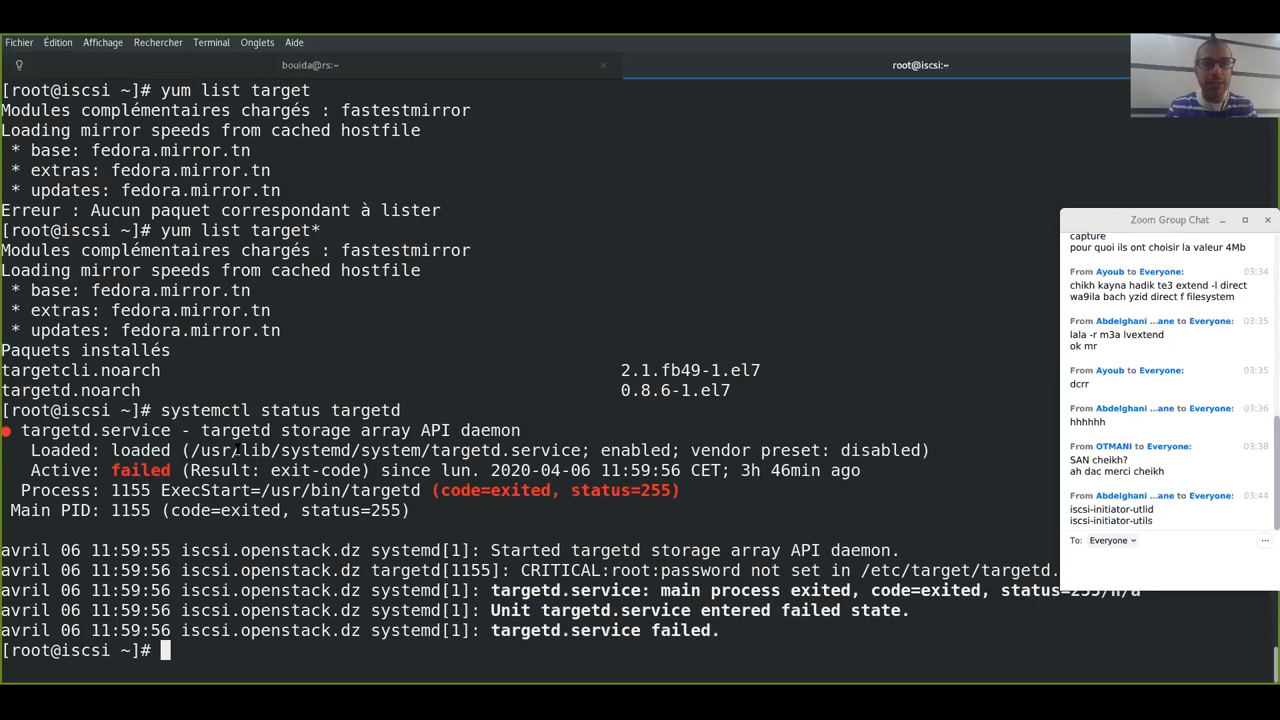 Fichier Édition Affichage Rechercher Terminal Onglets Aide
bouida@rs:~ × root@iscsi:~
[root@iscsi ~]# yum list target
Modules complémentaires chargés : fastestmirror
Loading mirror speeds from cached hostfile
* base: fedora.mirror.tn
* extras: fedora.mirror.tn
* updates: fedora.mirror.tn
Erreur : Aucun paquet correspondant à lister
[root@iscsi ~]# yum list target*
Modules complémentaires chargés : fastestmirror
Loading mirror speeds from cached hostfile
* base: fedora.mirror.tn
* extras: fedora.mirror.tn
* updates: fedora.mirror.tn
Paquets installés
targetcli.noarch 2.1.fb49-1.el7
targetd.noarch 0.8.6-1.el7
[root@iscsi ~]# systemctl status targetd
● targetd.service - targetd storage array API daemon
Loaded: loaded (/usr/lib/systemd/system/targetd.service; enabled; vendor preset: disabled)
Active: failed (Result: exit-code) since lun. 2020-04-06 11:59:56 CET; 3h 46min ago
Process: 1155 ExecStart=/usr/bin/targetd (code=exited, status=255)
Main PID: 1155 (code=exited, status=255)
avril 06 11:59:55 iscsi.openstack.dz systemd[1]: Started targetd storage array API daemon.
avril 06 11:59:56 iscsi.openstack.dz targetd[1155]: CRITICAL:root:password not set in /etc/target/targetd.
avril 06 11:59:56 iscsi.openstack.dz systemd[1]: targetd.service: main process exited, code=exited, status=255/n/a
avril 06 11:59:56 iscsi.openstack.dz systemd[1]: Unit targetd.service entered failed state.
avril 06 11:59:56 iscsi.openstack.dz systemd[1]: targetd.service failed.
[root@iscsi ~]#
Zoom Group Chat
capture
pour quoi ils ont choisir la valeur 4Mb
From Ayoub to Everyone: 03:34
chikh kayna hadik te3 extend -l direct
wa9ila bach yzid direct f filesystem
From Abdelghani ...ane to Everyone: 03:35
lala -r m3a lvextend
ok mr
From Ayoub to Everyone: 03:35
dcrr
From Abdelghani ...ane to Everyone: 03:36
hhhhhh
From OTMANI to Everyone: 03:38
SAN cheikh?
ah dac merci cheikh
From Abdelghani ...ane to Everyone: 03:44
iscsi-initiator-utlid
iscsi-initiator-utils
To: Everyone